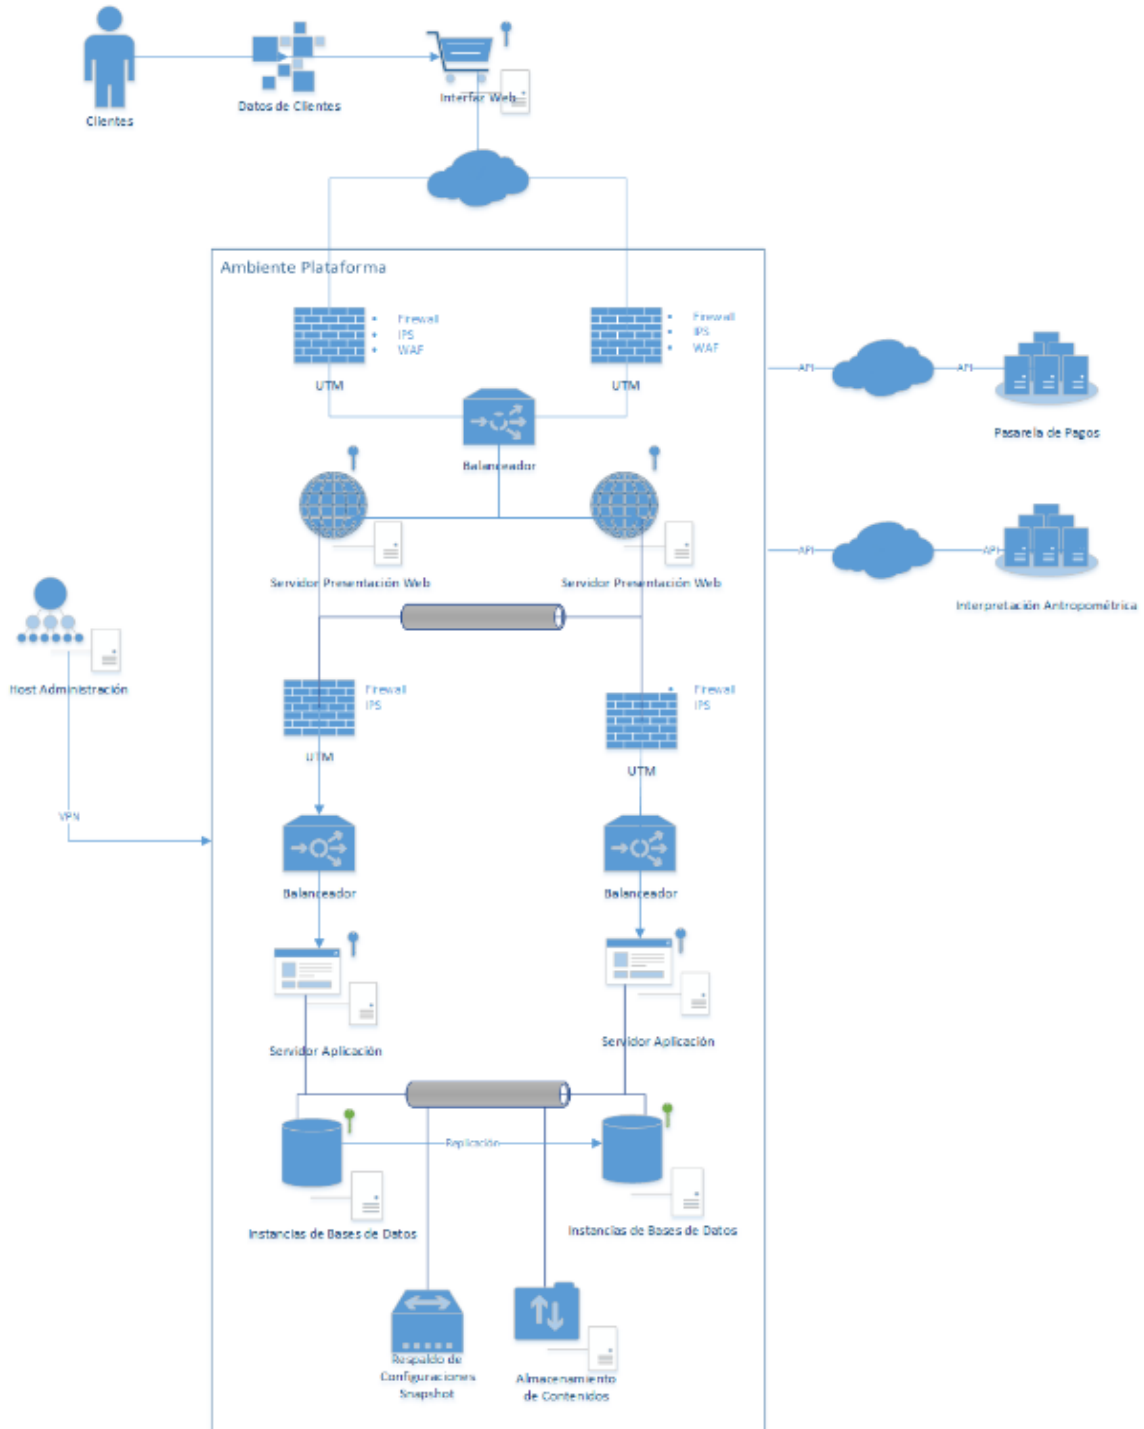 Clientes
Datos de Clientes
Interfaz Web
Ambiente Plataforma
Firewall
IPS
WAF
UTM
Firewall
IPS
WAF
UTM
Balanceador
API
API
Pasarela de Pagos
Servidor Presentación Web
Servidor Presentación Web
API
API
Interpretación Antropométrica
Host Administración
VPN
Firewall
IPS
UTM
Firewall
IPS
UTM
Balanceador
Balanceador
Servidor Aplicación
Servidor Aplicación
Replicación
Instancias de Bases de Datos
Instancias de Bases de Datos
Respaldo de
Configuraciones
Snapshot
Almacenamiento
de Contenidos